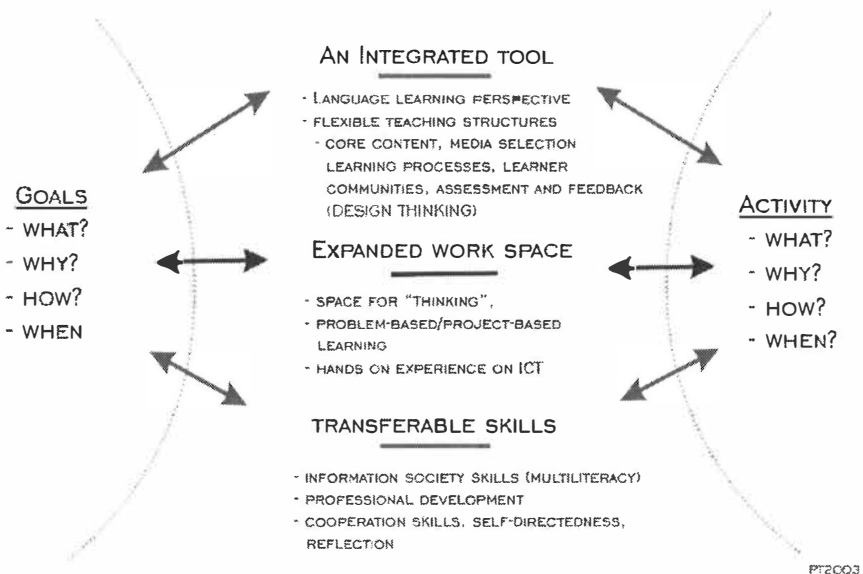 GOALS
- WHAT?
- WHY?
- HOW?
- WHEN
AN INTEGRATED TOOL
- LANGUAGE LEARNING PERSPECTIVE
- FLEXIBLE TEACHING STRUCTURES
- CORE CONTENT, MEDIA SELECTION
LEARNING PROCESSES, LEARNER
COMMUNITIES, ASSESSMENT AND FEEDBACK
(DESIGN THINKING)
EXPANDED WORK SPACE
- SPACE FOR "THINKING",
- PROBLEM-BASED/PROJECT-BASED
LEARNING
- HANDS ON EXPERIENCE ON ICT
TRANSFERABLE SKILLS
- INFORMATION SOCIETY SKILLS (MULTILITERACY)
- PROFESSIONAL DEVELOPMENT
- COOPERATION SKILLS, SELF-DIRECTEDNESS,
REFLECTION
ACTIVITY
- WHAT?
- WHY?
- HOW?
- WHEN?
PT2003